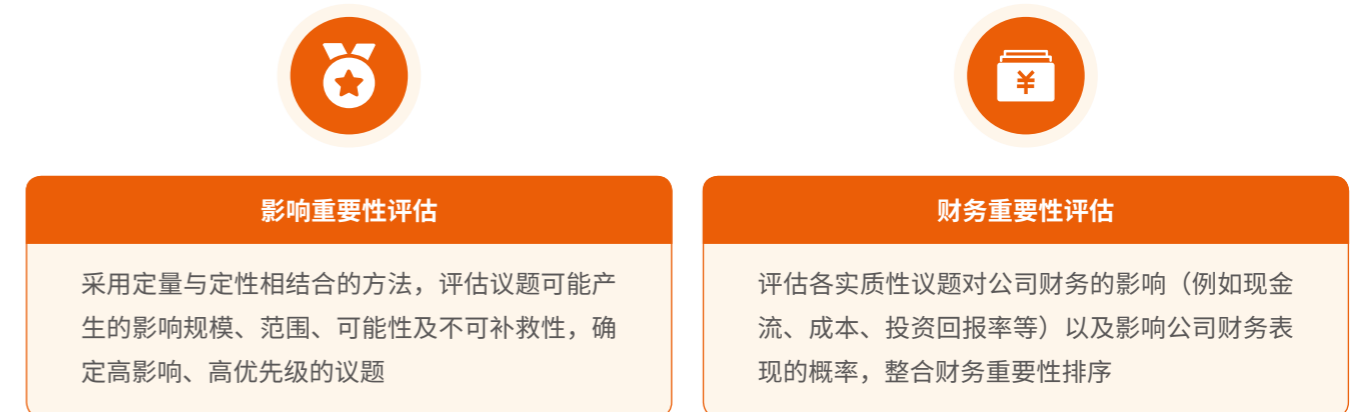 ¥
影响重要性评估
采用定量与定性相结合的方法，评估议题可能产
生的影响规模、范围、可能性及不可补救性，确
定高影响、高优先级的议题
财务重要性评估
评估各实质性议题对公司财务的影响（例如现金
流、成本、投资回报率等）以及影响公司财务表
现的概率，整合财务重要性排序